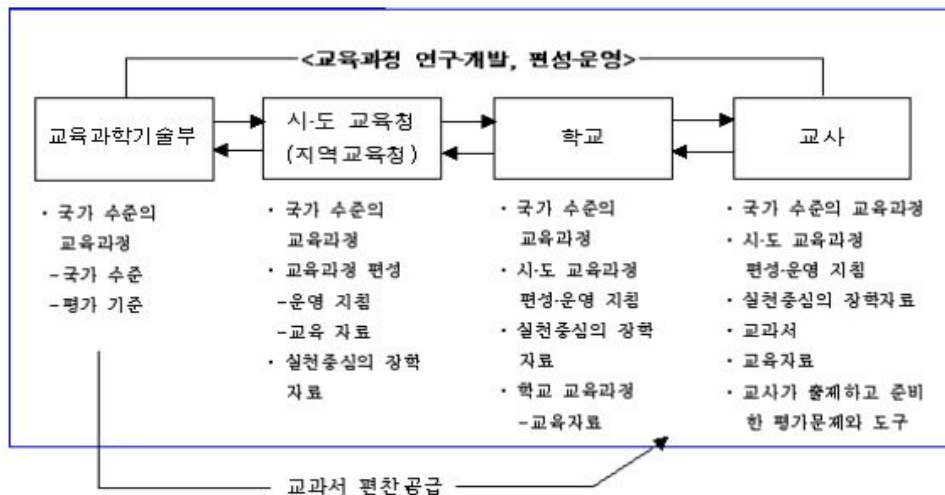 <교육과정 연구·개발, 편성·운영>
교육과학기술부
시·도 교육청
(지역교육청)
학교
교사
· 국가 수준의
교육과정
-국가 수준
-평가 기준
· 국가 수준의
교육과정
· 교육과정 편성
-운영 지침
-교육 자료
· 실천중심의 장학
자료
· 국가 수준의
교육과정
· 시·도 교육과정
편성·운영 지침
· 실천중심의 장학
자료
· 학교 교육과정
-교육자료
· 국가 수준의 교육과정
· 시·도 교육과정
편성·운영 지침
· 실천중심의 장학자료
· 교과서
· 교육자료
· 교사가 출제하고 준비
한 평가문제와 도구
교과서 편찬공급